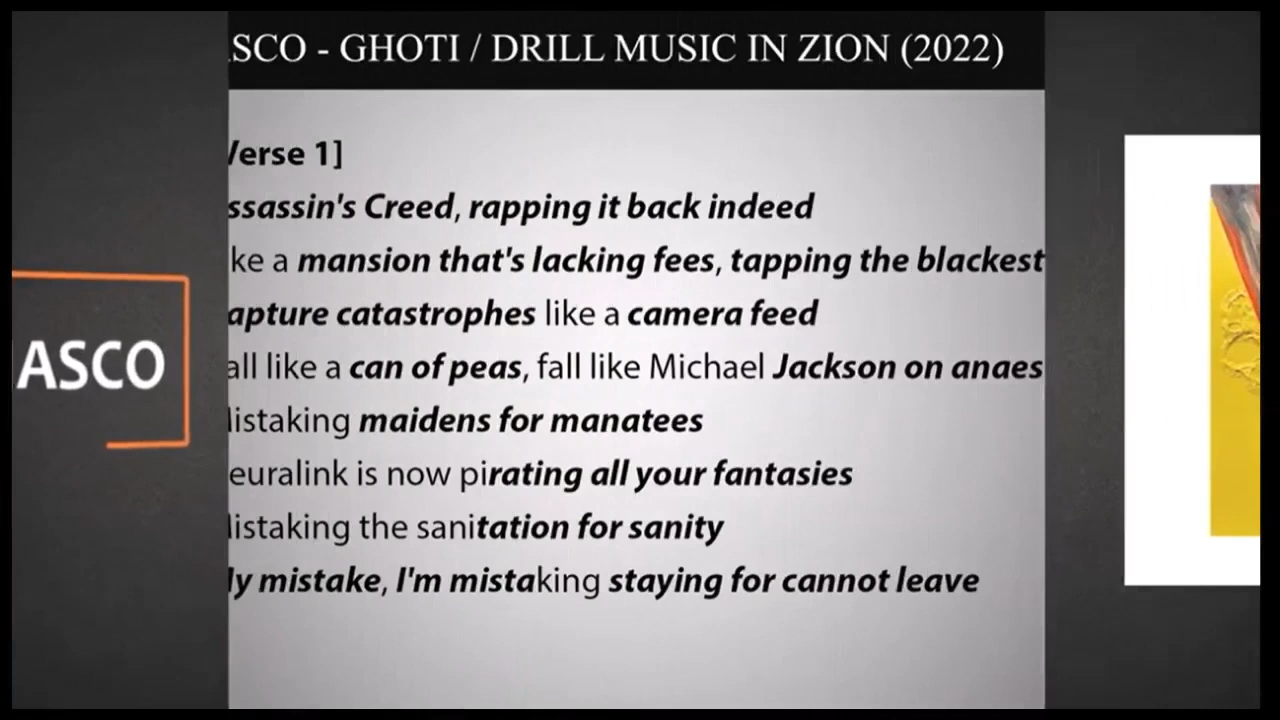 SCO - GHOTI / DRILL MUSIC IN ZION (2022)
Verse 1]
ssassin's Creed, rapping it back indeed
ke a mansion that's lacking fees, tapping the blackest
apture catastrophes like a camera feed
all like a can of peas, fall like Michael Jackson on anaes
listaking maidens for manatees
euralink is now pirating all your fantasies
listaking the sanitation for sanity
ly mistake, I'm mistaking staying for cannot leave
ASCO